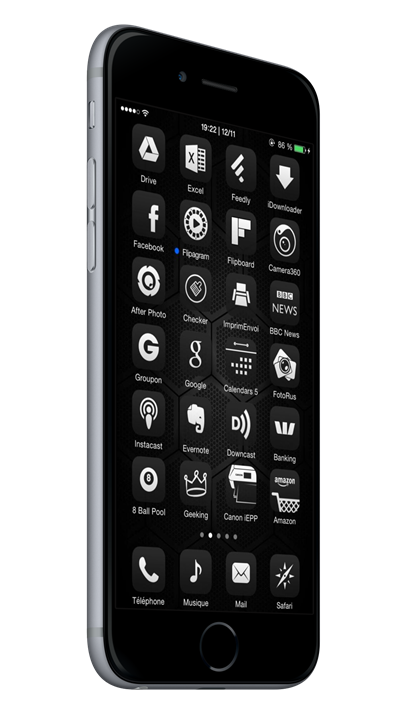 19:22 | 12/11
86 %
Drive
Excel
Feedly
iDownloader
Facebook
Flipagram
Flipboard
Camera360
After Photo
Checker
ImprimEnvoi
BBC
NEWS
BBC News
Groupon
Google
Calendars 5
FotoRus
Instacast
Evernote
Downcast
Banking
8
8 Ball Pool
Geeking
Canon iEPP
amazon
Amazon
Téléphone
Musique
Mail
Safari